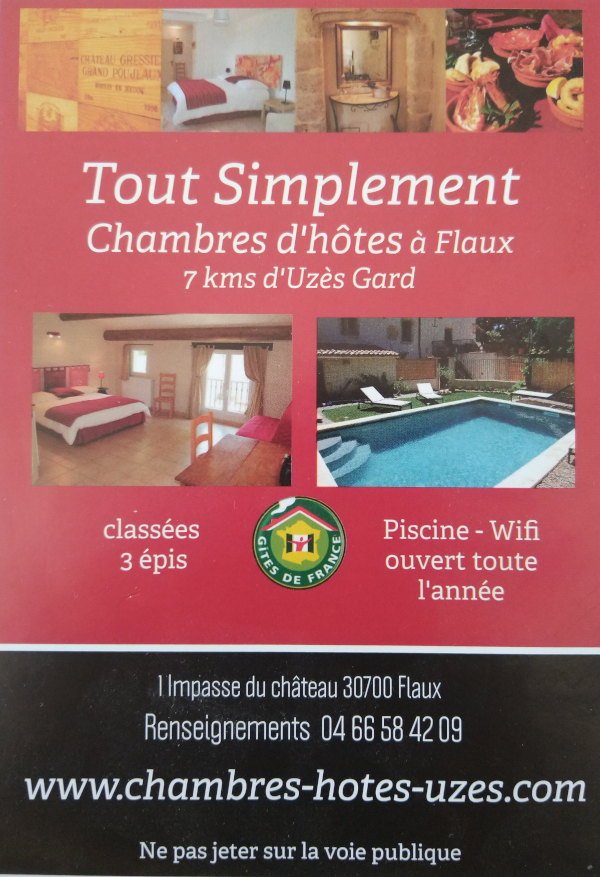 CHATEAU GRESSIER
GRAND POUJEAUX
Tout Simplement
Chambres d'hôtes à Flaux
7 kms d'Uzès Gard
classées
3 épis
GITES DE FRANCE
Piscine - Wifi
ouvert toute
l'année
1 Impasse du château 30700 Flaux
Renseignements 04 66 58 42 09
www.chambres-hotes-uzes.com
Ne pas jeter sur la voie publique